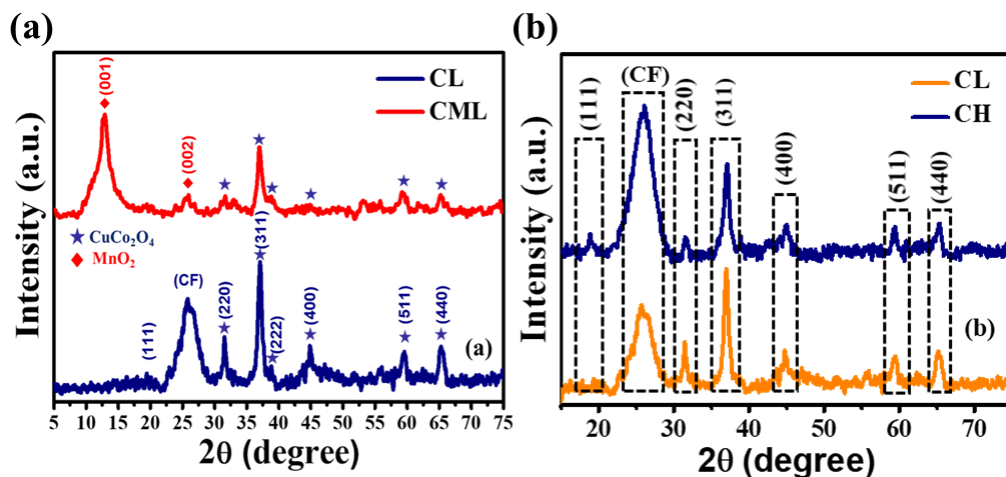 (a)
Intensity (a.u.)
(001)
(002)
CL
CML
★ CuCo₂O₄
◆ MnO₂
(111)
(CF)
(220)
(311)
(222)
(400)
(511)
(440)
(a)
5 10 15 20 25 30 35 40 45 50 55 60 65 70 75
2θ (degree)
(b)
Intensity (a.u.)
(111)
(CF)
(220)
(311)
(400)
(511)
(440)
CL
CH
(b)
20 30 40 50 60 70
2θ (degree)